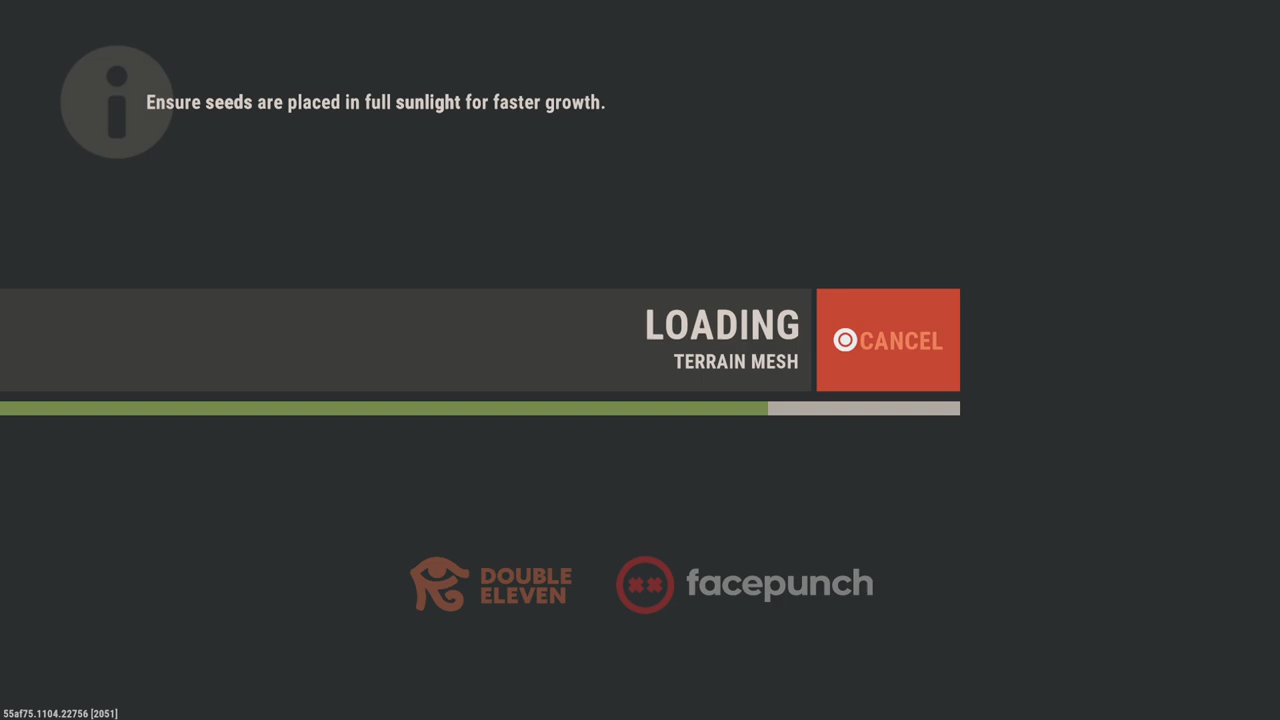 Ensure seeds are placed in full sunlight for faster growth.
LOADING
TERRAIN MESH
CANCEL
DOUBLE
ELEVEN
facepunch
55af75.1104.22756 [2051]